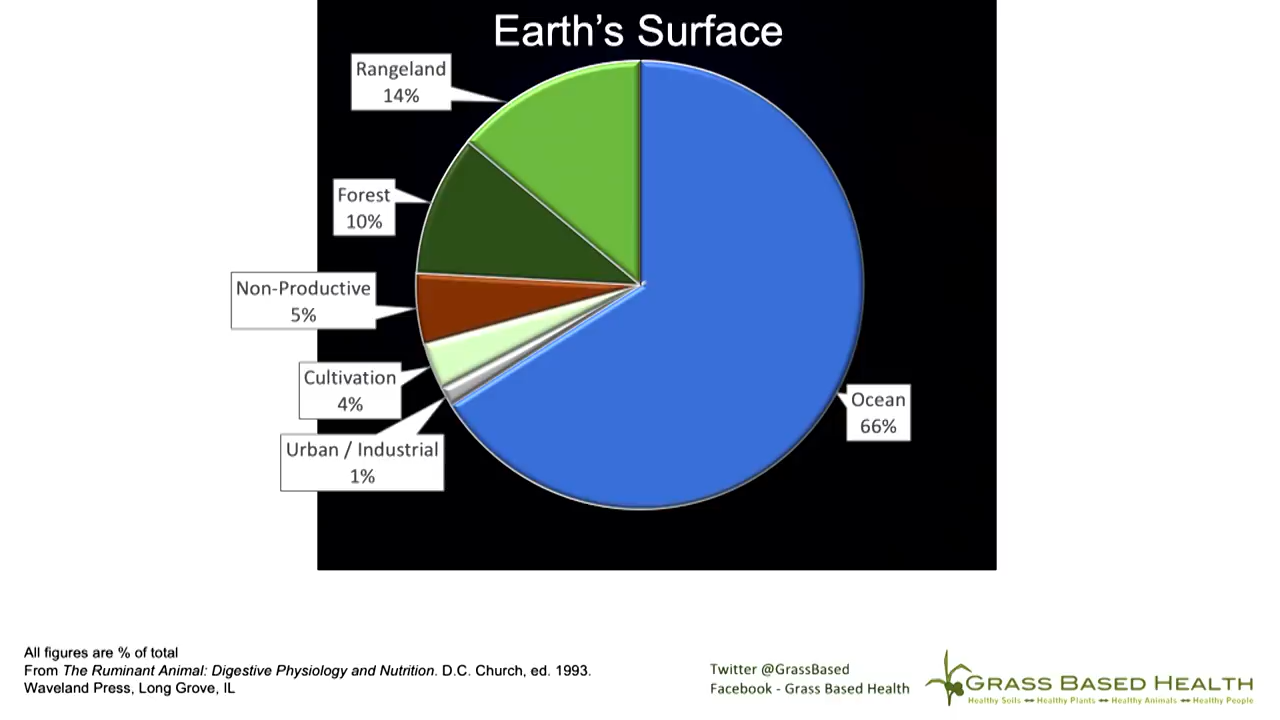 Earth's Surface
Rangeland
14%
Forest
10%
Non-Productive
5%
Cultivation
4%
Urban / Industrial
1%
Ocean
66%
All figures are % of total
From The Ruminant Animal: Digestive Physiology and Nutrition. D.C. Church, ed. 1993.
Waveland Press, Long Grove, IL
Twitter @GrassBased
Facebook - Grass Based Health
GRASS BASED HEALTH
Healthy Soils ↔ Healthy Plants ↔ Healthy Animals ↔ Healthy People